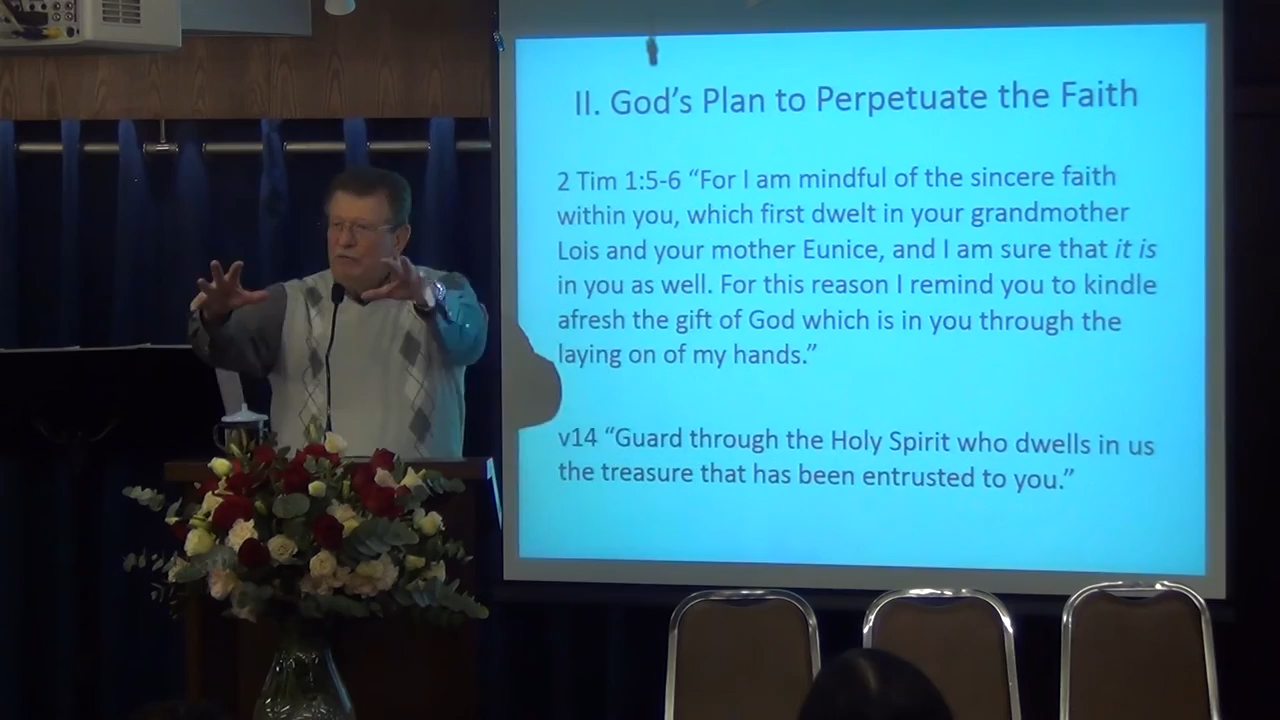 II. God's Plan to Perpetuate the Faith
2 Tim 1:5-6 “For I am mindful of the sincere faith
within you, which first dwelt in your grandmother
Lois and your mother Eunice, and I am sure that it is
in you as well. For this reason I remind you to kindle
afresh the gift of God which is in you through the
laying on of my hands.”
v14 “Guard through the Holy Spirit who dwells in us
the treasure that has been entrusted to you.”